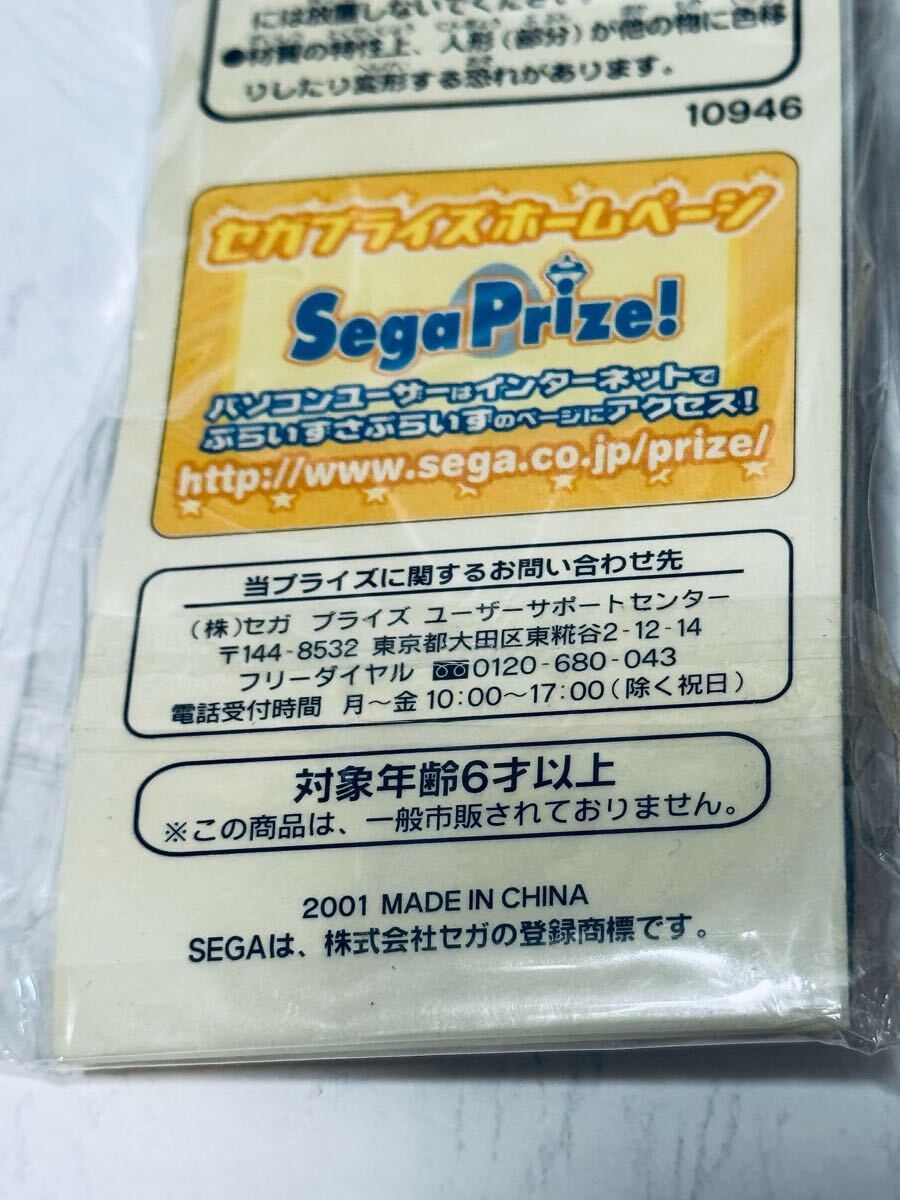 には放置しないでください。
●材質の特性上、人形(部分)が他の物に色移
りしたり変形する恐れがあります。
10946
セガプライズホームページ
Sega Prize!
パソコンユーザーはインターネットで
ぷらいずさぷらいずのページにアクセス!
http://www.sega.co.jp/prize/
当プライズに関するお問い合わせ先
(株)セガ プライズ ユーザーサポートセンター
〒144-8532 東京都大田区東糀谷2-12-14
フリーダイヤル 0120-680-043
電話受付時間 月～金 10:00～17:00(除く祝日)
対象年齢6才以上
※この商品は、一般市販されておりません。
2001 MADE IN CHINA
SEGAは、株式会社セガの登録商標です。